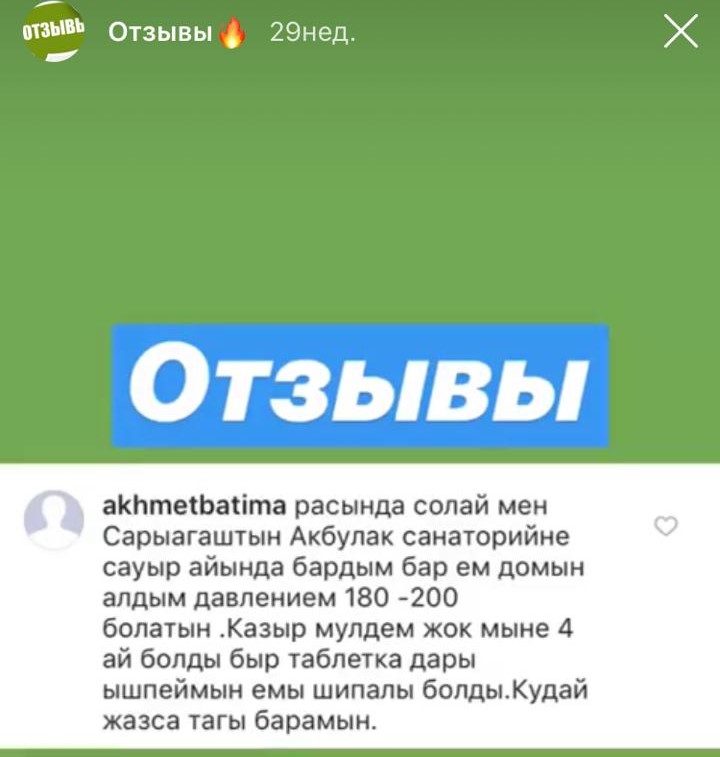 ОТЗЫВЬ
Отзывы🔥 29нед.
Отзывы
akhmetbatima расында солай мен
Сарыагаштын Акбулак санаторийне
сауыр айында бардым бар ем домын
алдым давлением 180 -200
болатын .Казыр мулдем жок мыне 4
ай болды быр таблетка дары
ышпеймын емы шипалы болды.Кудай
жазса тагы барамын.